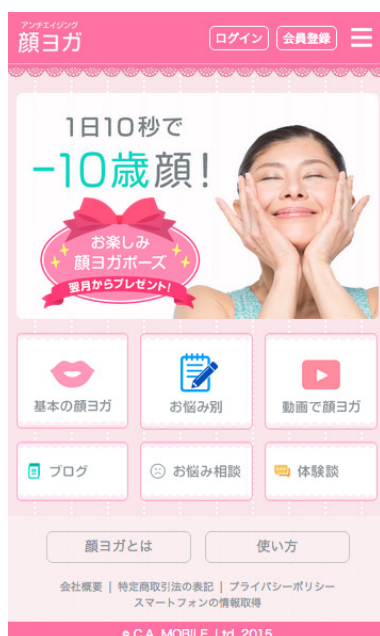 アンチエイジング
顔ヨガ
ログイン
会員登録
1日10秒で
-10歳顔!
お楽しみ
顔ヨガポーズ
翌月からプレゼント!
基本の顔ヨガ
お悩み別
動画で顔ヨガ
ブログ
お悩み相談
体験談
顔ヨガとは
使い方
会社概要 | 特定商取引法の表記 | プライバシーポリシー
スマートフォンの情報取得
© C.A. MOBILE, Ltd. 2015